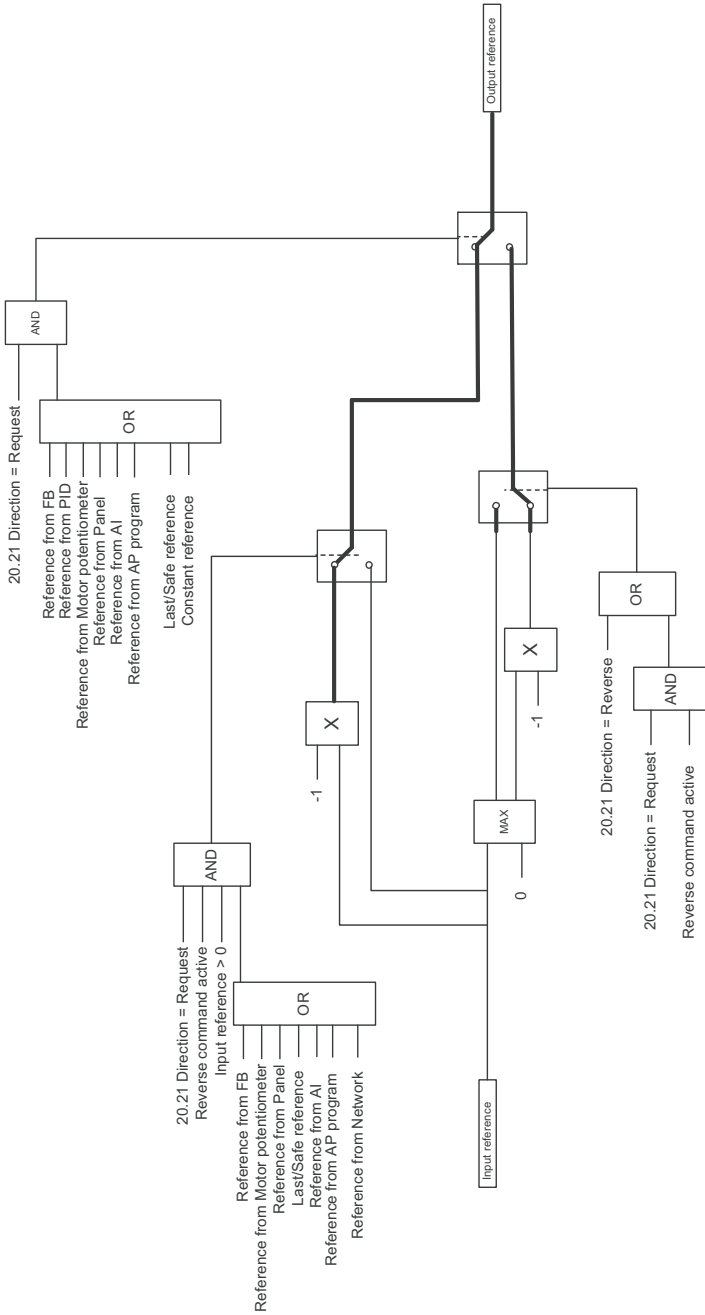 20.21 Direction = Request
AND
Reference from FB
Reference from PID
Reference from Motor potentiometer
Reference from Panel
Reference from AI
Reference from AP program
Last/Safe reference
Constant reference
OR
Output reference
20.21 Direction = Request
Reverse command active
Input reference > 0
AND
Reference from FB
Reference from Motor potentiometer
Reference from Panel
Last/Safe reference
Reference from AI
Reference from AP program
Reference from Network
OR
-1
X
Input reference
MAX
0
X
-1
20.21 Direction = Reverse
OR
20.21 Direction = Request
Reverse command active
AND